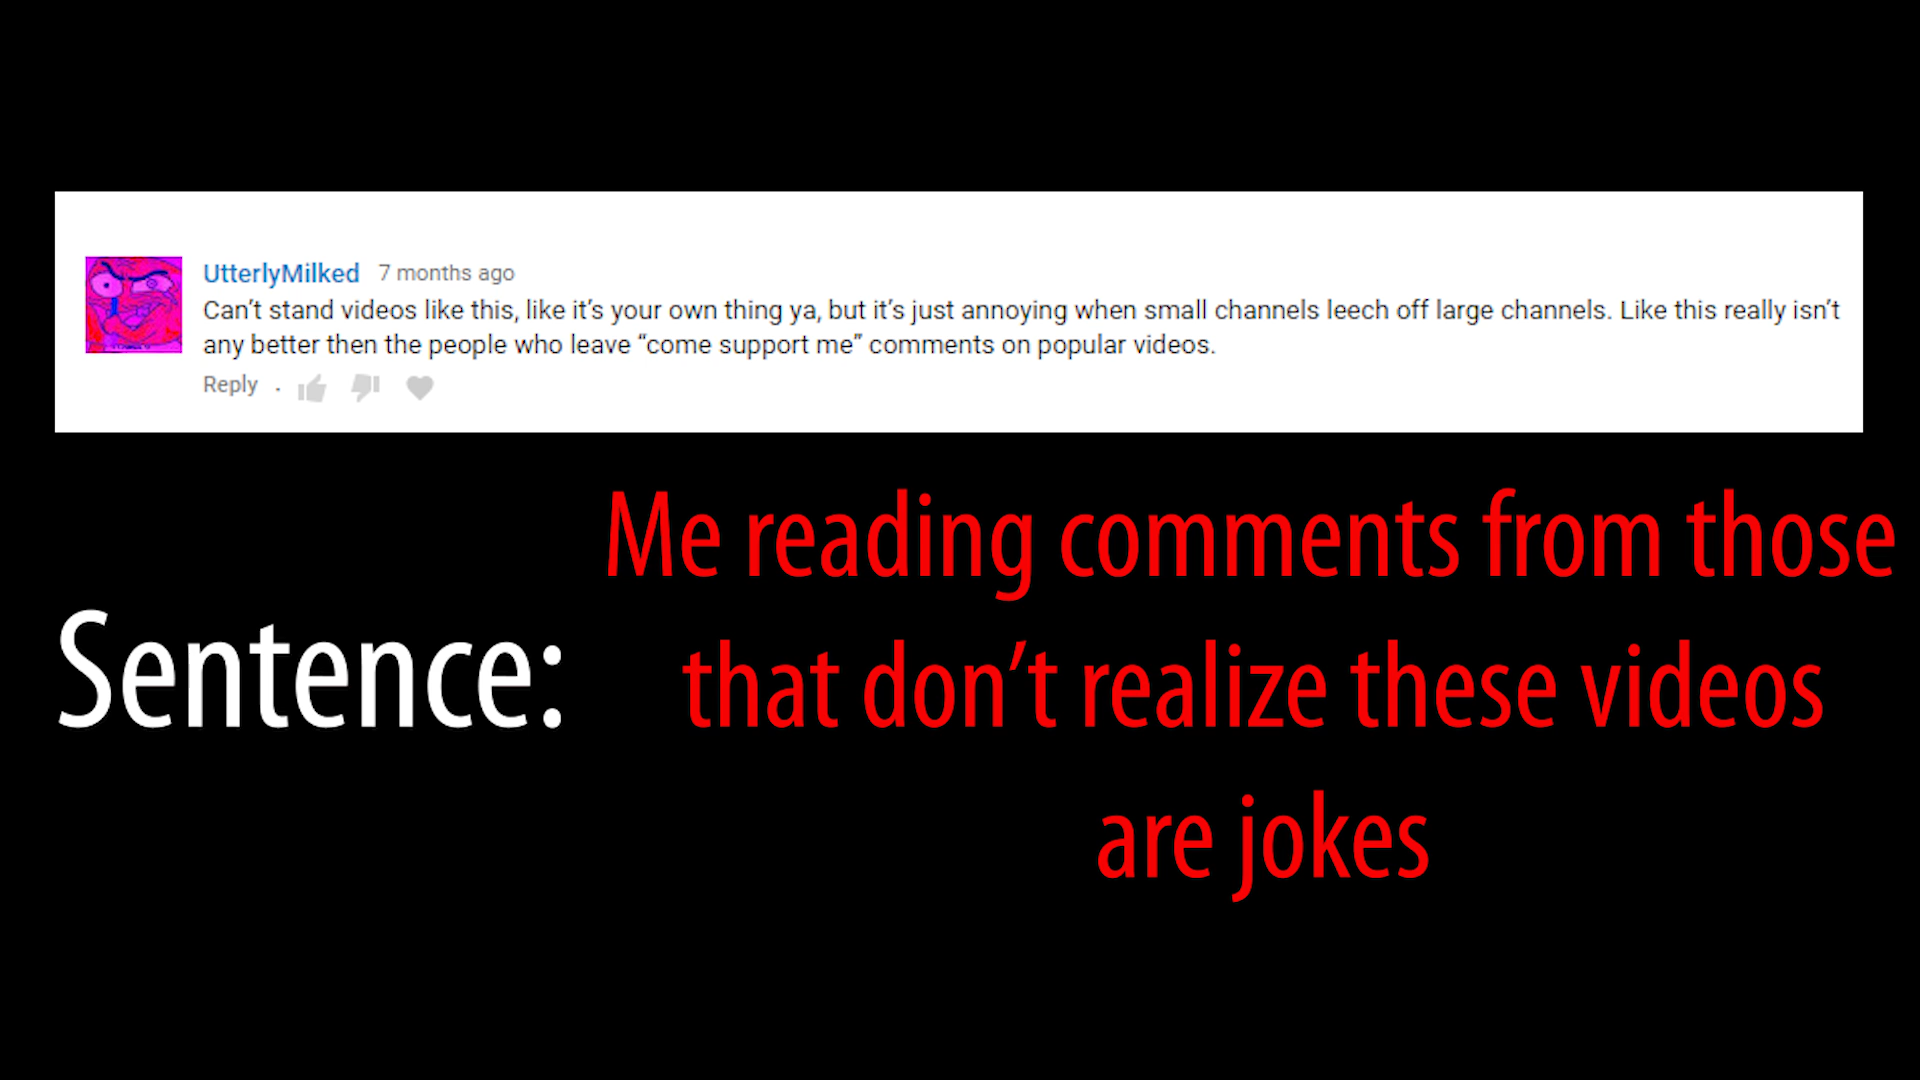 UtterlyMilked 7 months ago
Can't stand videos like this, like it's your own thing ya, but it's just annoying when small channels leech off large channels. Like this really isn't
any better then the people who leave “come support me” comments on popular videos.
Reply .
Me reading comments from those
Sentence: that don’t realize these videos
are jokes